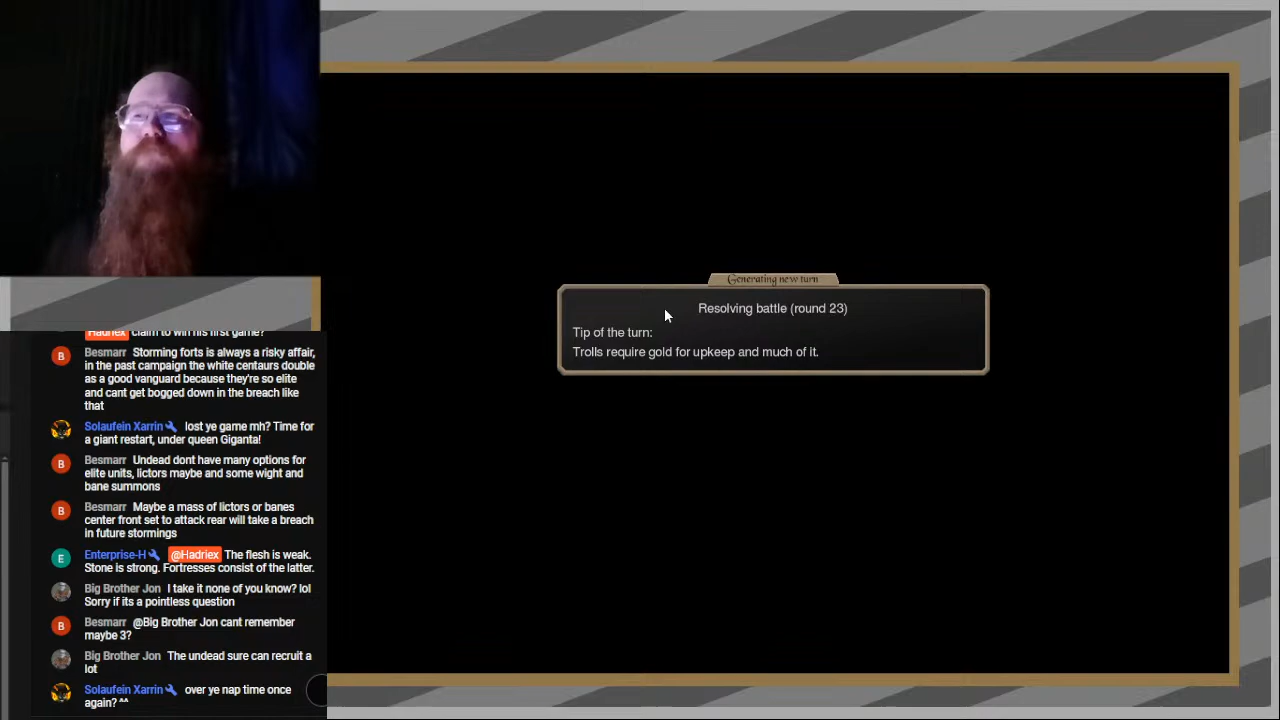 Hadriex claim to win his first game?
Besmarr Storming forts is always a risky affair,
in the past campaign the white centaurs double
as a good vanguard because they're so elite
and cant get bogged down in the breach like
that
Solaufein Xarrin lost ye game mh? Time for
a giant restart, under queen Giganta!
Besmarr Undead dont have many options for
elite units, lictors maybe and some wight and
bane summons
Besmarr Maybe a mass of lictors or banes
center front set to attack rear will take a breach
in future stormings
Enterprise-H @Hadriex The flesh is weak.
Stone is strong. Fortresses consist of the latter.
Big Brother Jon I take it none of you know? lol
Sorry if its a pointless question
Besmarr @Big Brother Jon cant remember
maybe 3?
Big Brother Jon The undead sure can recruit a
lot
Solaufein Xarrin over ye nap time once
again? ^^
B
B
B
E
B
Generating new turn
Resolving battle (round 23)
Tip of the turn:
Trolls require gold for upkeep and much of it.